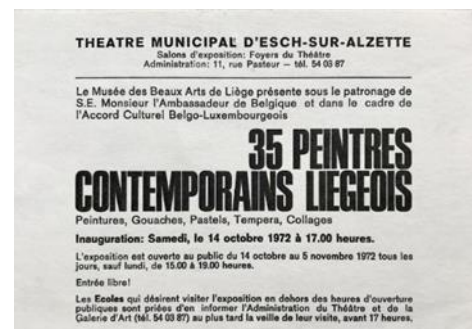 THEATRE MUNICIPAL D'ESCH-SUR-ALZETTE
Salons d'exposition: Foyers du Théâtre
Administration: 11, rue Pasteur — tél. 54 03 87
Le Musée des Beaux Arts de Liège présente sous le patronage de
S.E. Monsieur l'Ambassadeur de Belgique et dans le cadre de
l'Accord Culturel Belgo-Luxembourgeois
35 PEINTRES
CONTEMPORAINS LIEGEOIS
Peintures, Gouaches, Pastels, Tempera, Collages
Inauguration: Samedi, le 14 octobre 1972 à 17.00 heures.
L'exposition est ouverte au public du 14 octobre au 5 novembre 1972 tous les
jours, sauf lundi, de 15.00 à 19.00 heures.
Entrée libre!
Les Ecoles qui désirent visiter l'exposition en dehors des heures d'ouverture
publiques sont priées d'en informer l'Administration du Théâtre et de la
Galerie d'Art (tél. 54 03 87) au plus tard la veille de leur visite, avant 17 heures.